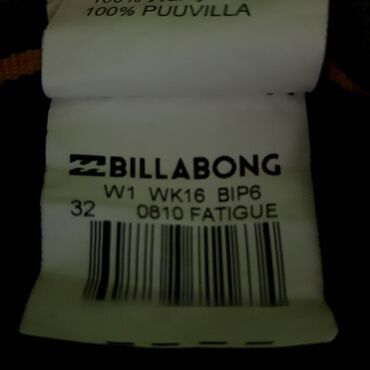 100% PUUVILLA
BILLABONG
W1 WK16 BIP6
32 0810 FATIGUE